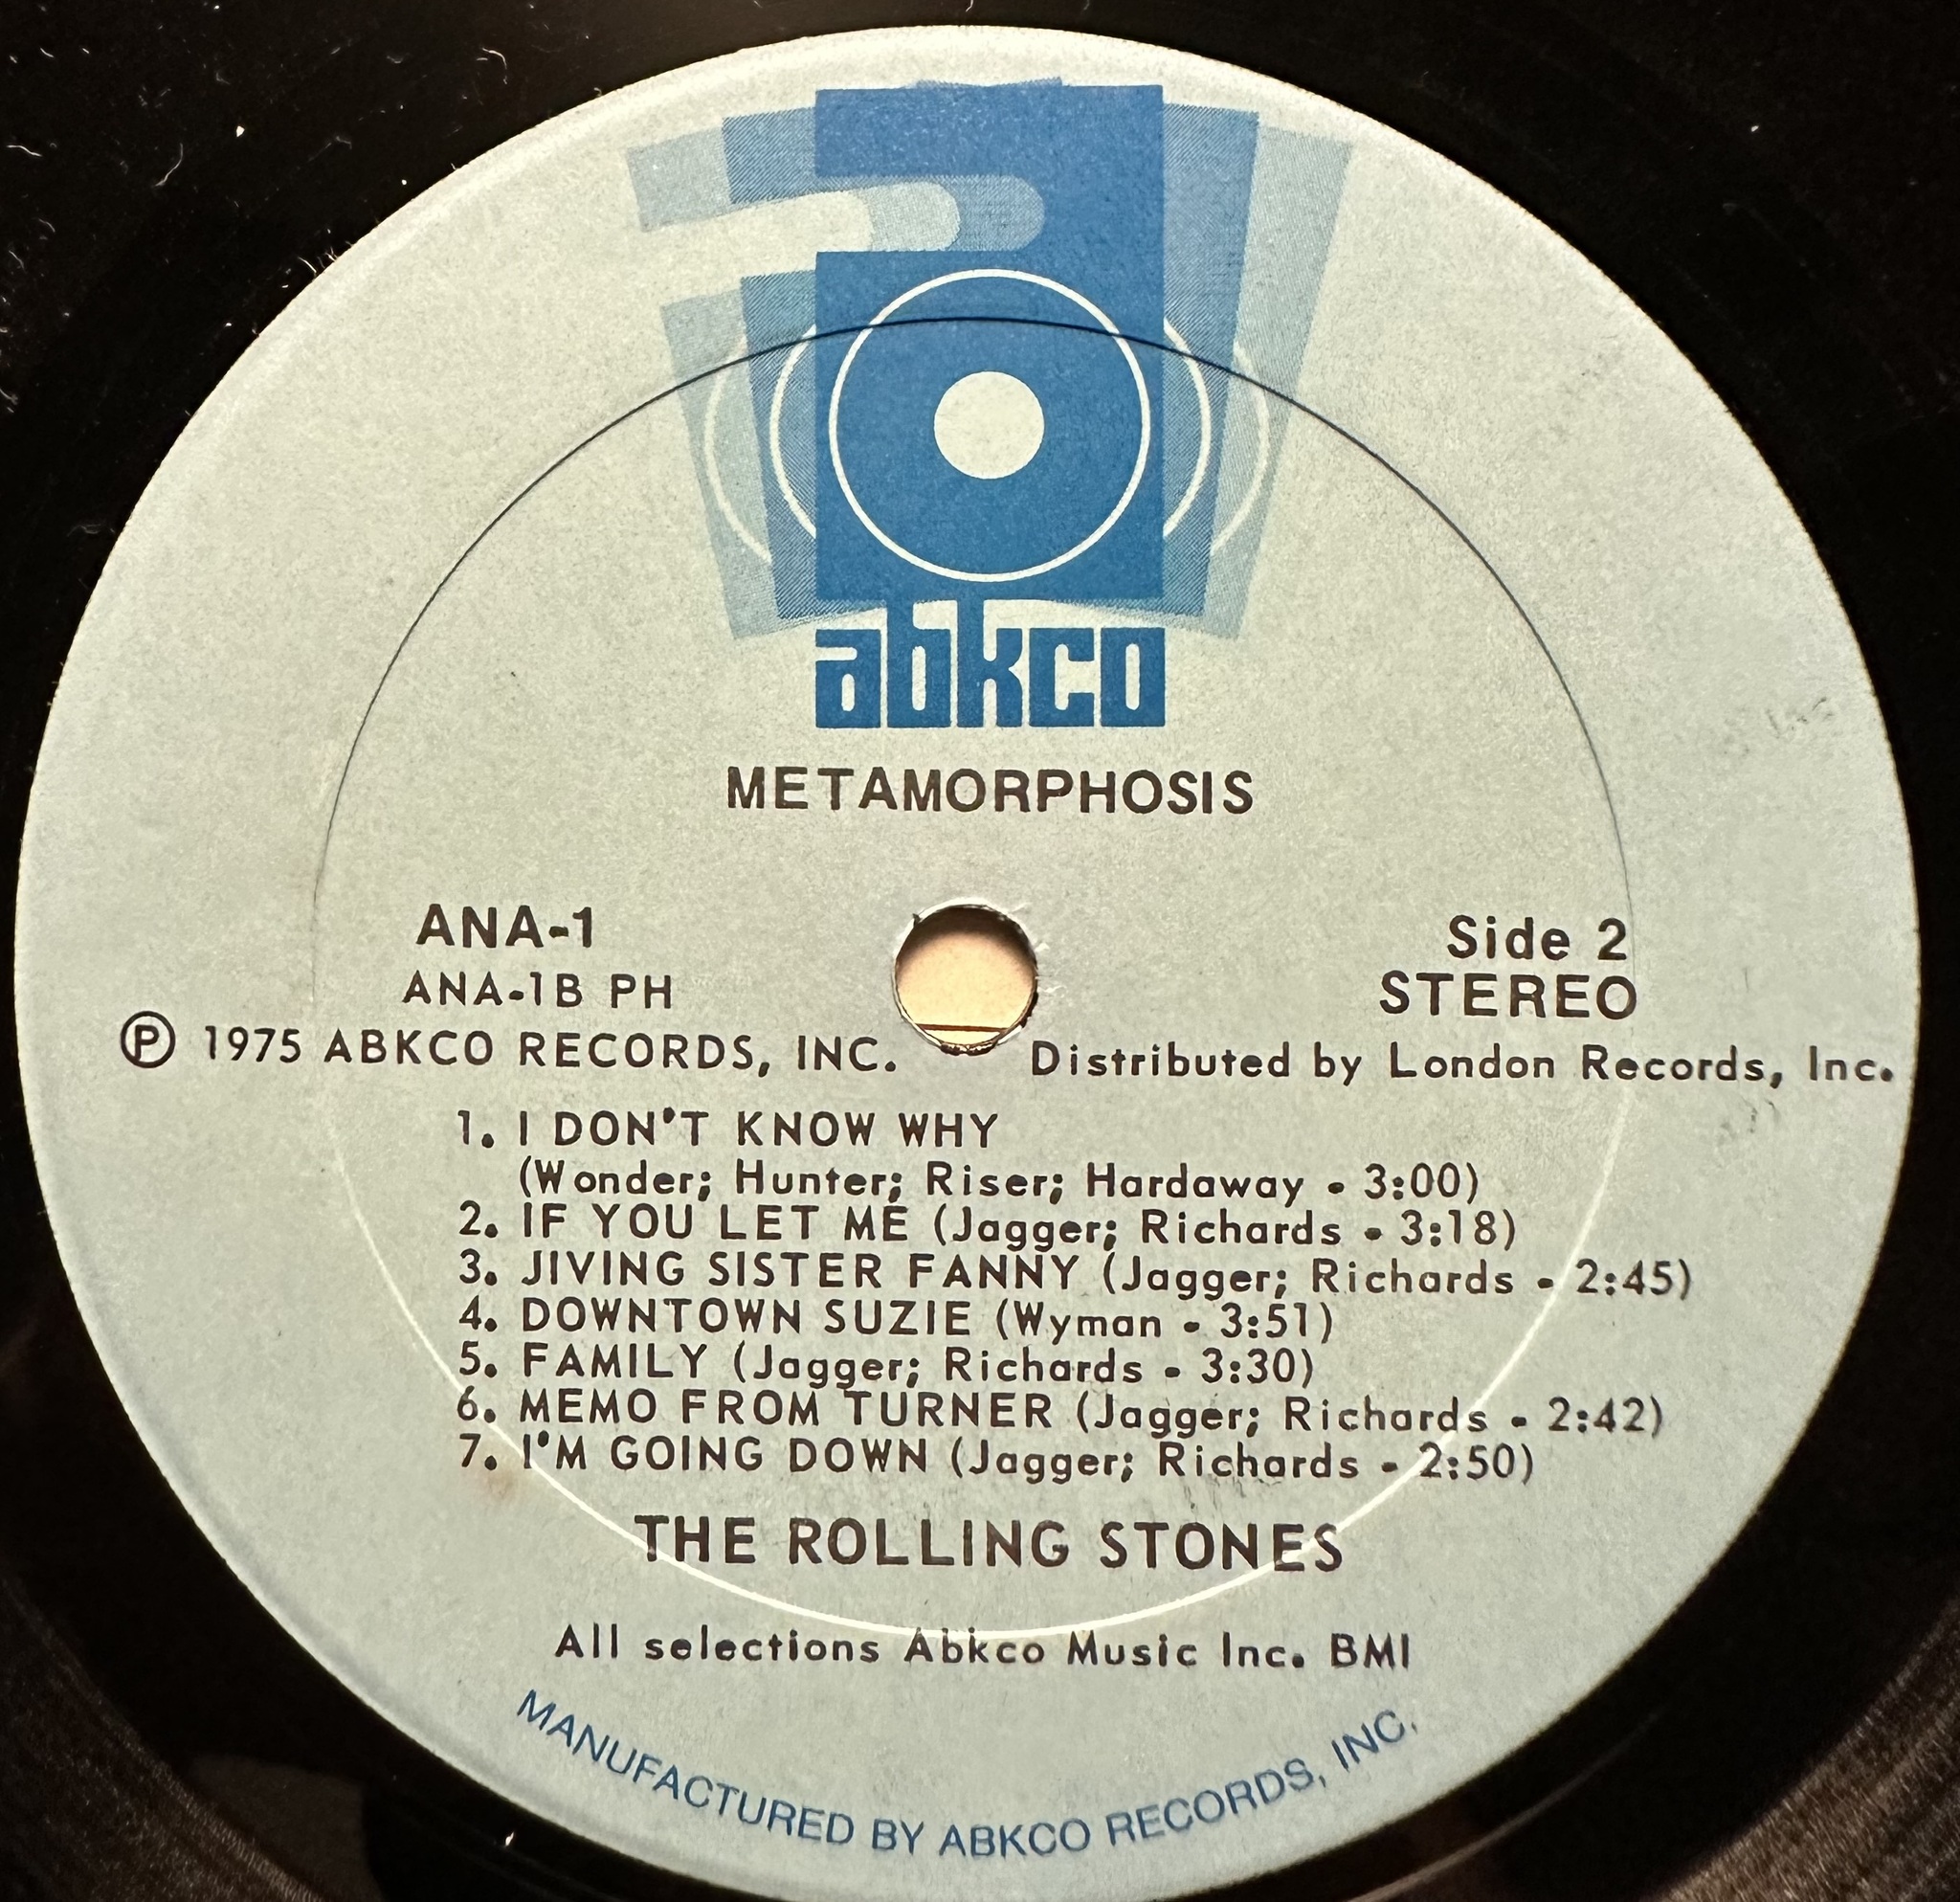 abkco
METAMORPHOSIS
ANA-1
Side 2
ANA-1B PH
STEREO
Ⓟ 1975 ABKCO RECORDS, INC.
Distributed by London Records, Inc.
1. I DON'T KNOW WHY
(Wonder; Hunter; Riser; Hardaway - 3:00)
2. IF YOU LET ME (Jagger; Richards - 3:18)
3. JIVING SISTER FANNY (Jagger; Richards - 2:45)
4. DOWNTOWN SUZIE (Wyman - 3:51)
5. FAMILY (Jagger; Richards - 3:30)
6. MEMO FROM TURNER (Jagger; Richards - 2:42)
7. I'M GOING DOWN (Jagger; Richards - 2:50)
THE ROLLING STONES
All selections Abkco Music Inc. BMI
MANUFACTURED BY ABKCO RECORDS, INC.